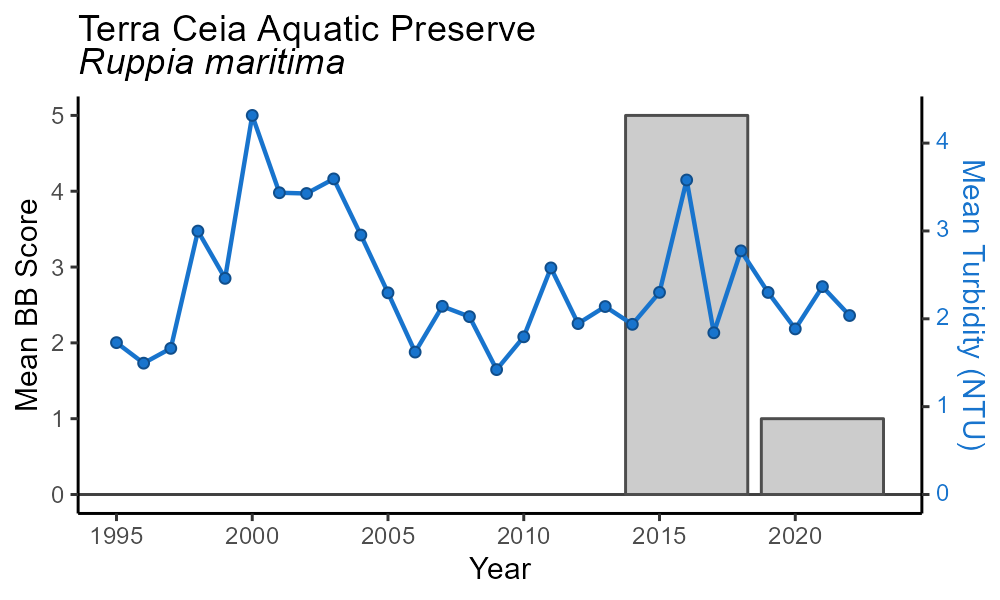 Terra Ceia Aquatic Preserve
Ruppia maritima
Mean BB Score
5
4
3
2
1
0
4
3
2
1
0
Mean Turbidity (NTU)
1995 2000 2005 2010 2015 2020
Year